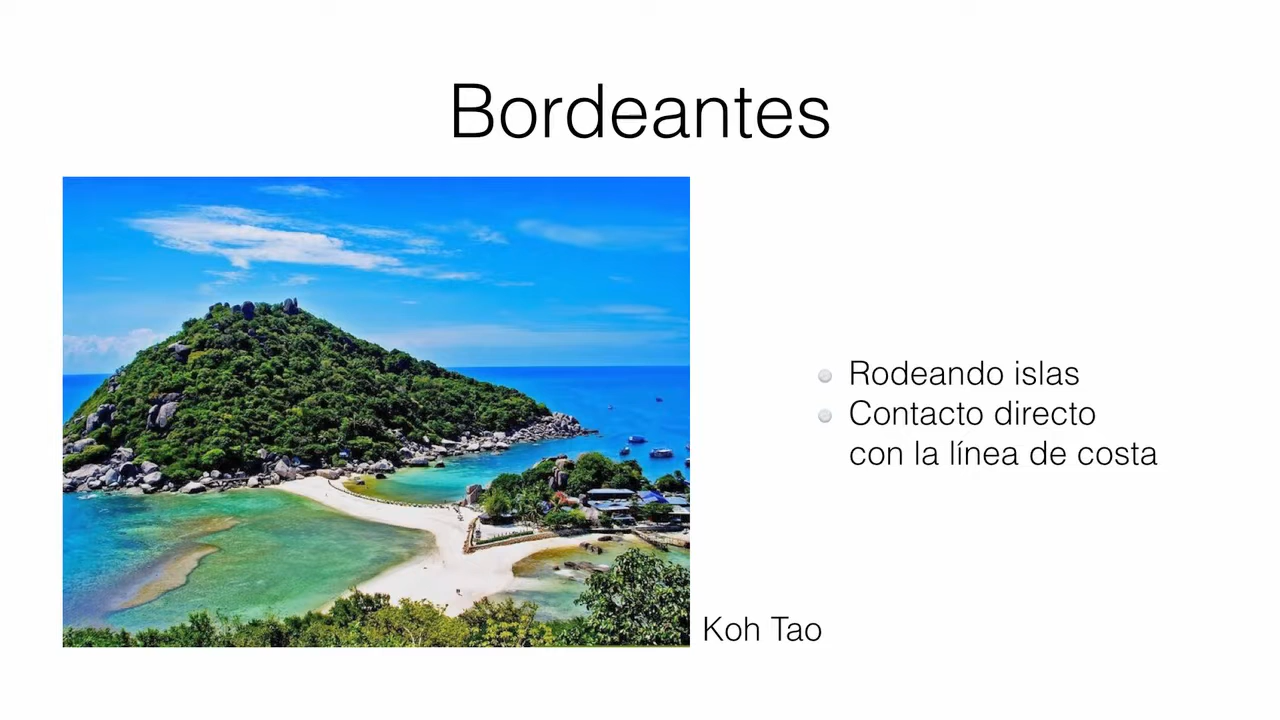 Bordeantes
Rodeando islas
Contacto directo
con la línea de costa
Koh Tao